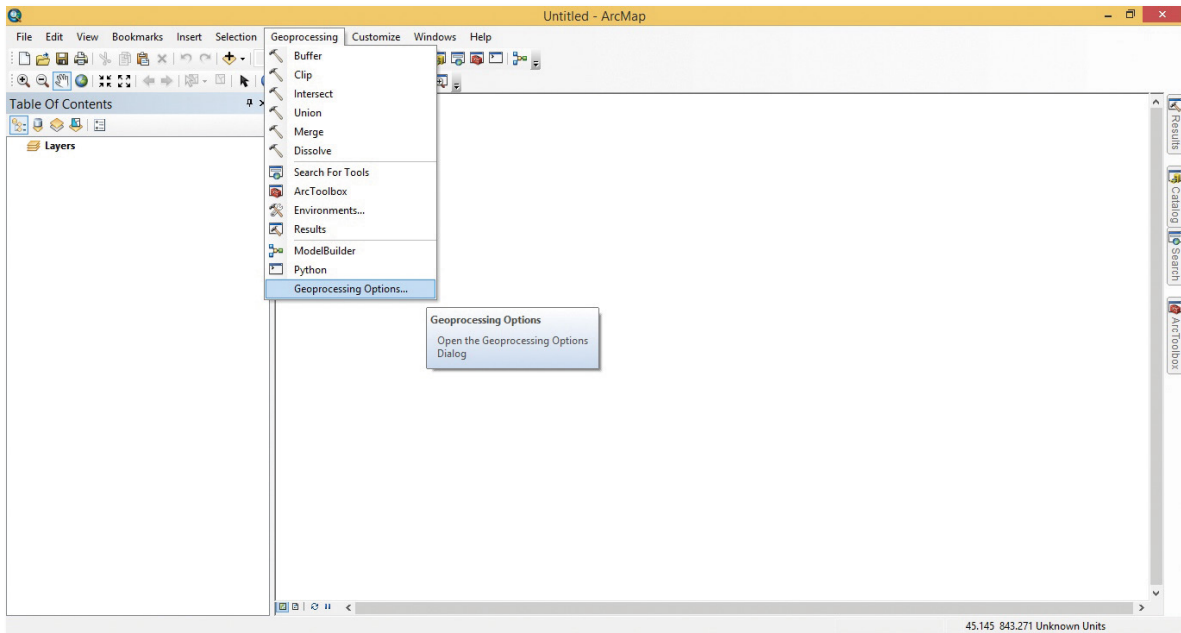 Untitled - ArcMap
File Edit View Bookmarks Insert Selection Geoprocessing Customize Windows Help
Buffer
Clip
Intersect
Union
Merge
Dissolve
Search For Tools
ArcToolbox
Environments...
Results
ModelBuilder
Python
Geoprocessing Options...
Table Of Contents
Layers
Geoprocessing Options
Open the Geoprocessing Options
Dialog
Results
Catalog
Search
ArcToolbox
45.145 843.271 Unknown Units